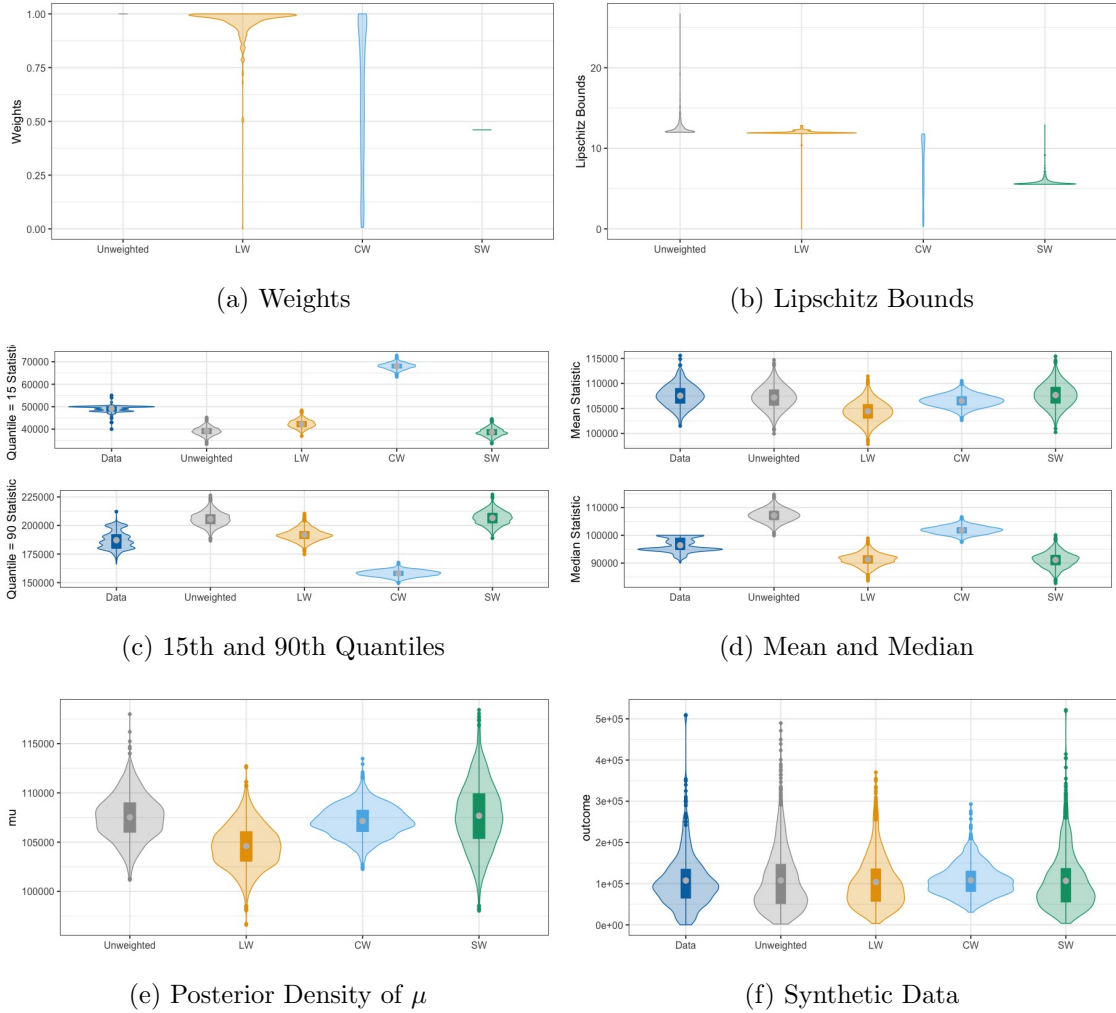 Weights
1.00
0.75
0.50
0.25
0.00
Unweighted LW CW SW
(a) Weights
Lipschitz Bounds
20
10
0
Unweighted LW CW SW
(b) Lipschitz Bounds
Quantile = 15 Statistic
70000
60000
50000
40000
Data Unweighted LW CW SW
Quantile = 90 Statistic
225000
200000
175000
150000
Data Unweighted LW CW SW
(c) 15th and 90th Quantiles
Mean Statistic
115000
110000
105000
100000
Data Unweighted LW CW SW
Median Statistic
110000
100000
90000
Data Unweighted LW CW SW
(d) Mean and Median
mu
115000
110000
105000
100000
Unweighted LW CW SW
(e) Posterior Density of μ
outcome
5e+05
4e+05
3e+05
2e+05
1e+05
0e+00
Data Unweighted LW CW SW
(f) Synthetic Data